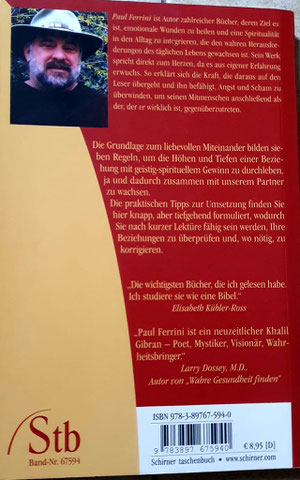 Paul Ferrini ist Autor zahlreicher Bücher, deren Ziel es
ist, emotionale Wunden zu heilen und eine Spiritualität
in den Alltag zu integrieren, die den wahren Herausforde-
rungen des täglichen Lebens gewachsen ist. Sein Werk
spricht direkt zum Herzen, da es aus eigener Erfahrung
erwuchs. So erklärt sich die Kraft, die daraus auf den
Leser übergeht und ihn befähigt, Angst und Scham zu
überwinden, um seinen Mitmenschen anschließend als
der, der er wirklich ist, gegenüberzutreten.
Die Grundlage zum liebevollen Miteinander bilden sie-
ben Regeln, um die Höhen und Tiefen einer Bezie-
hung mit geistig-spirituellem Gewinn zu durchleben,
ja und dadurch zusammen mit unserem Partner
zu wachsen.
Die praktischen Tipps zur Umsetzung finden Sie
hier knapp, aber tiefgehend formuliert, wodurch
Sie nach kurzer Lektüre fähig sein werden, Ihre
Beziehungen zu überprüfen und, wo nötig, zu
korrigieren.
„Die wichtigsten Bücher, die ich gelesen habe.
Ich studiere sie wie eine Bibel."
Elisabeth Kübler-Ross
„Paul Ferrini ist ein neuzeitlicher Khalil
Gibran – Poet, Mystiker, Visionär, Wahr-
heitsbringer."
Larry Dossey, M.D.,
Autor von „Wahre Gesundheit finden"
ISBN 978-3-89767-594-0
9 783897 675940
€ 8,95 [D]
Schirner taschenbuch • www.schirner.com
Stb
Band-Nr. 67594